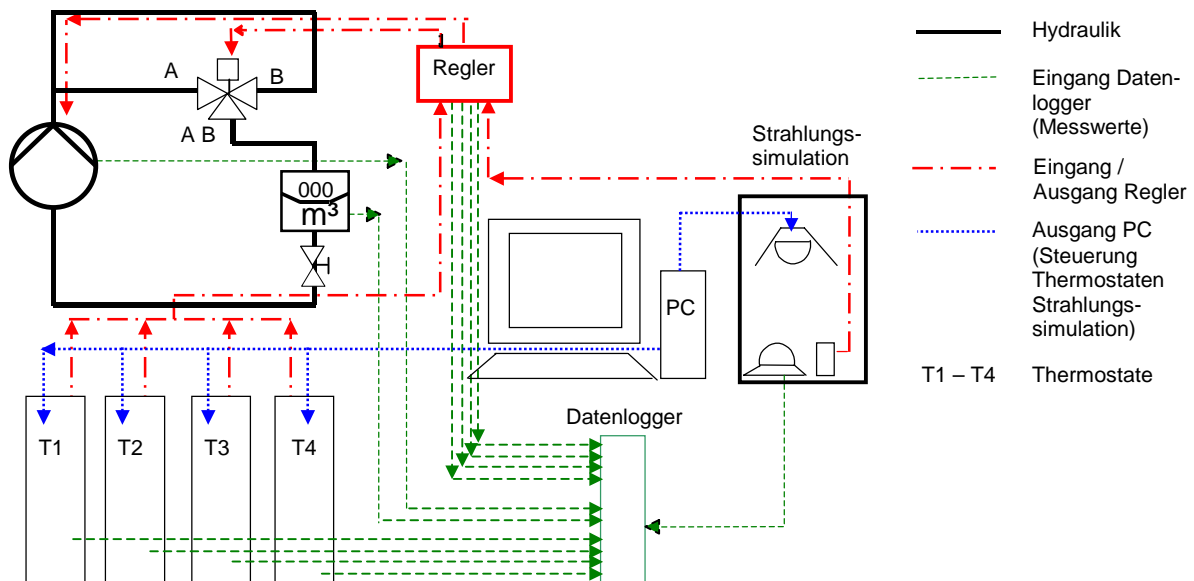 A
B
A B
Regler
000
m³
Strahlungs-
simulation
PC
Datenlogger
T1
T2
T3
T4
Hydraulik
Eingang Daten-
logger
(Messwerte)
Eingang /
Ausgang Regler
Ausgang PC
(Steuerung
Thermostaten
Strahlungs-
simulation)
T1 – T4 Thermostate